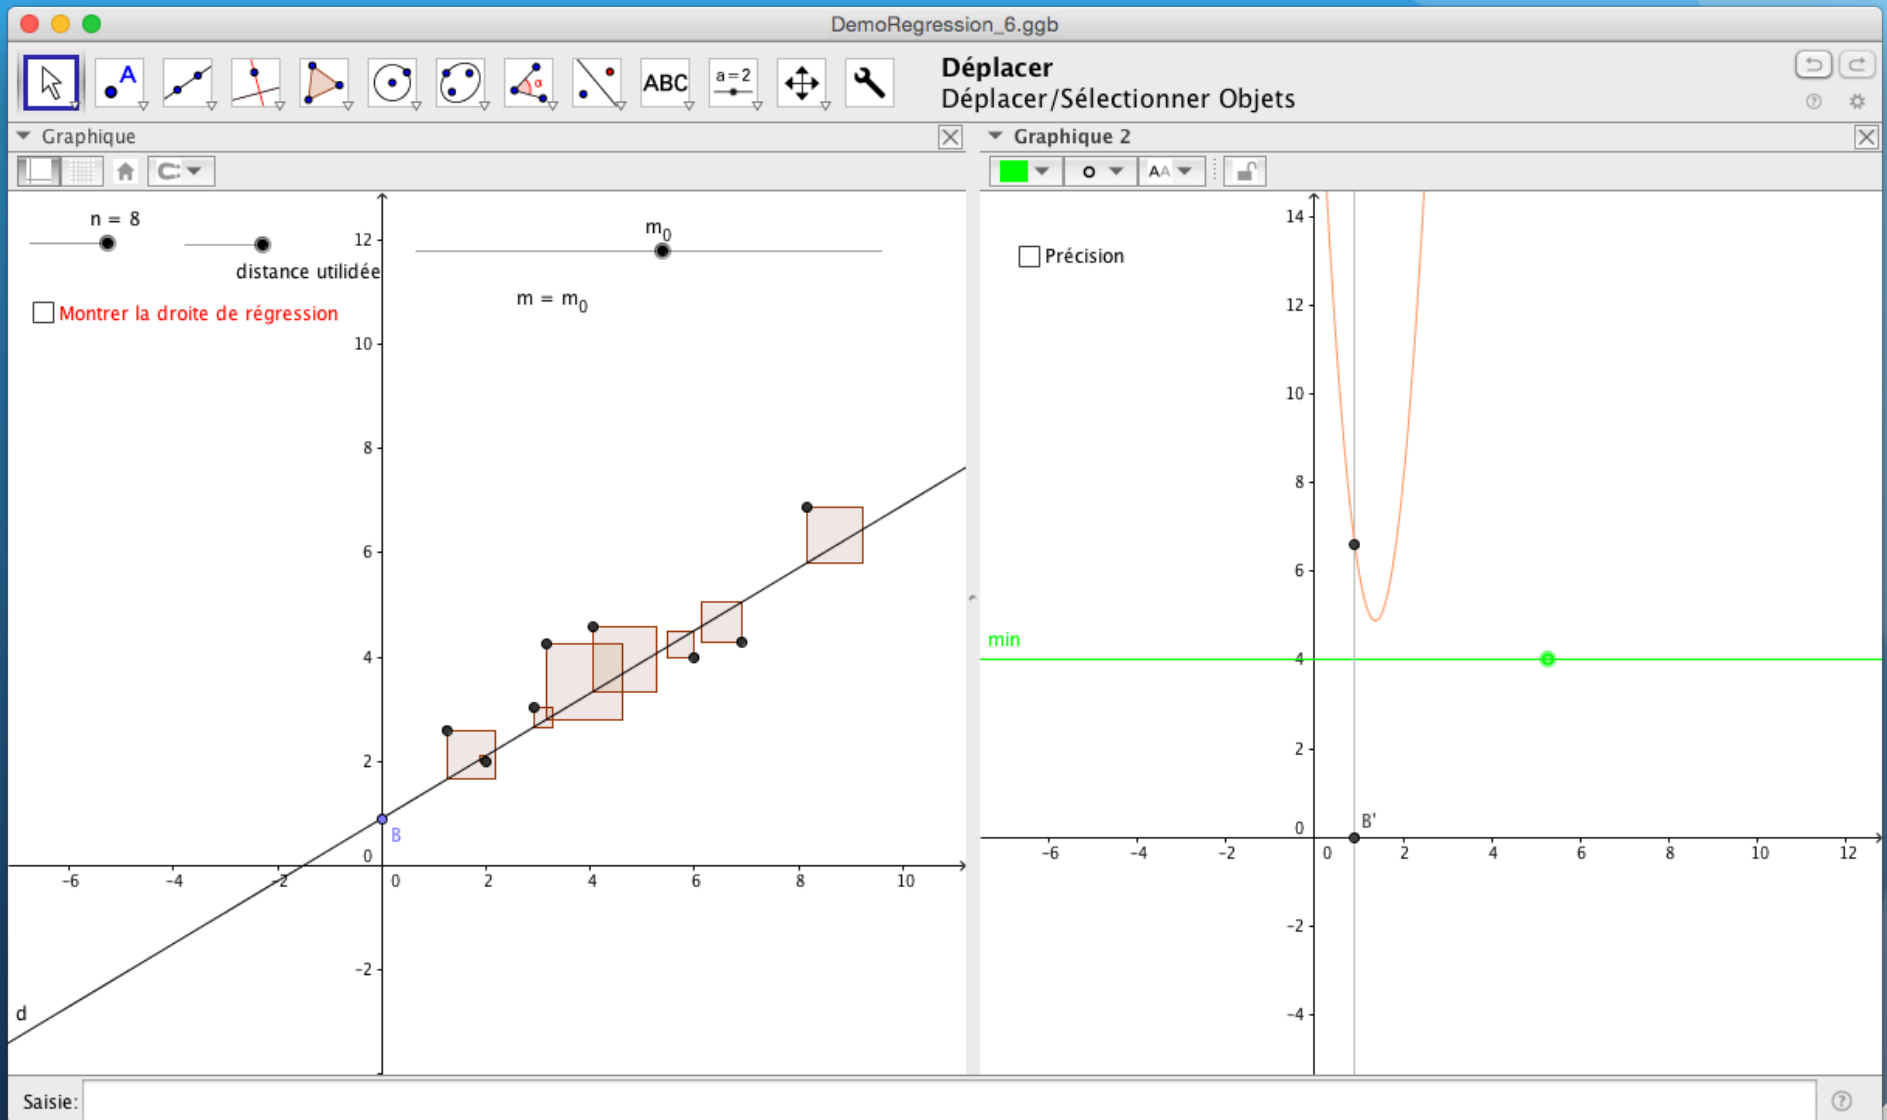 DemoRegression_6.ggb
A
α
ABC
a=2
Déplacer
Déplacer/Sélectionner Objets
Graphique
Graphique 2
AA
n = 8
distance utilidée
Montrer la droite de régression
m0
m = m0
12
10
8
6
4
2
0
-2
-6 -4 -2 0 2 4 6 8 10
B
d
Précision
14
12
10
8
6
min
4
2
0
B'
-6 -4 -2 0 2 4 6 8 10 12
-2
-4
Saisie: